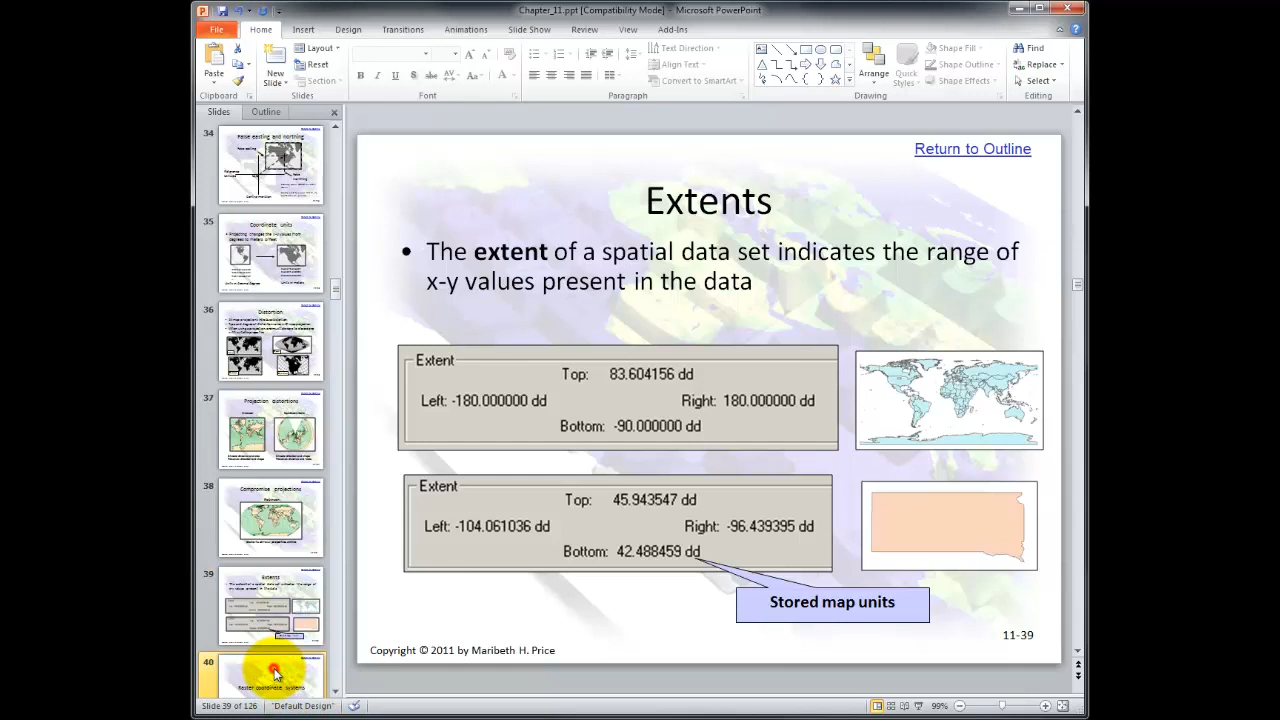 Chapter_11.ppt [Compatibility Mode] - Microsoft PowerPoint
File Home Insert Design Transitions Animations Slide Show Review View Add-Ins
Paste
New
Slide
Layout
Reset
Section
Text Direction
Align Text
Convert to SmartArt
Arrange
Quick
Styles
Shape Fill
Shape Outline
Shape Effects
Find
Replace
Select
Clipboard Slides Font Paragraph Drawing Editing
Slides Outline
34
False easting and northing
35
Coordinate units
36
Distortion
37
Projection distortions
38
Compromise projections
39
Extents
40
Raster coordinate systems
Return to Outline
Extents
• The extent of a spatial data set indicates the range of
x-y values present in the data
Extent
Top: 83.604156 dd
Left: -180.000000 dd Right: 180.000000 dd
Bottom: -90.000000 dd
Extent
Top: 45.943547 dd
Left: -104.061036 dd Right: -96.439395 dd
Bottom: 42.488459 dd
Stored map units
11-39
Copyright © 2011 by Maribeth H. Price
Slide 39 of 126 "Default Design" 99%